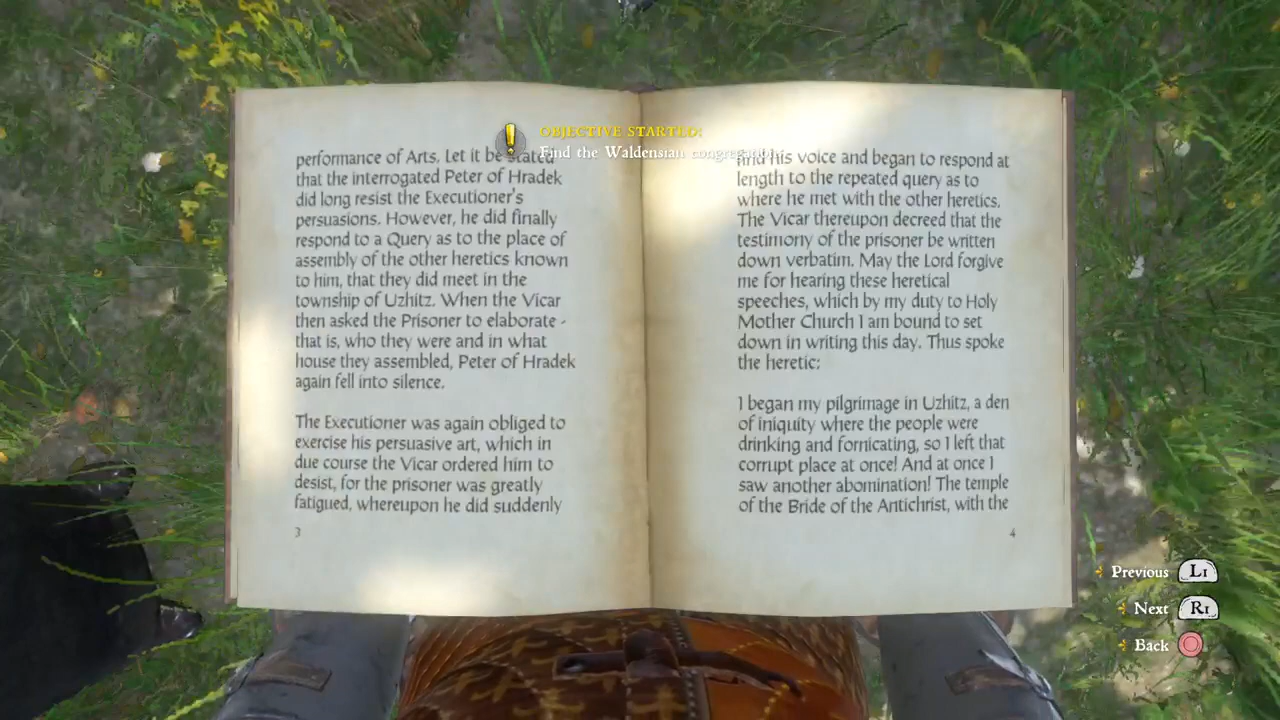 OBJECTIVE STARTED:
Find the Waldensian congregation
performance of Arts. Let it be stated
that the interrogated Peter of Hradek
did long resist the Executioner's
persuasions. However, he did finally
respond to a Query as to the place of
assembly of the other heretics known
to him, that they did meet in the
township of Uzhitz. When the Vicar
then asked the Prisoner to elaborate -
that is, who they were and in what
house they assembled, Peter of Hradek
again fell into silence.
The Executioner was again obliged to
exercise his persuasive art, which in
due course the Vicar ordered him to
desist, for the prisoner was greatly
fatigued, whereupon he did suddenly
3
find his voice and began to respond at
length to the repeated query as to
where he met with the other heretics.
The Vicar thereupon decreed that the
testimony of the prisoner be written
down verbatim. May the Lord forgive
me for hearing these heretical
speeches, which by my duty to Holy
Mother Church I am bound to set
down in writing this day. Thus spoke
the heretic:
I began my pilgrimage in Uzhitz, a den
of iniquity where the people were
drinking and fornicating, so I left that
corrupt place at once! And at once I
saw another abomination! The temple
of the Bride of the Antichrist, with the
4
Previous L1
Next R1
Back